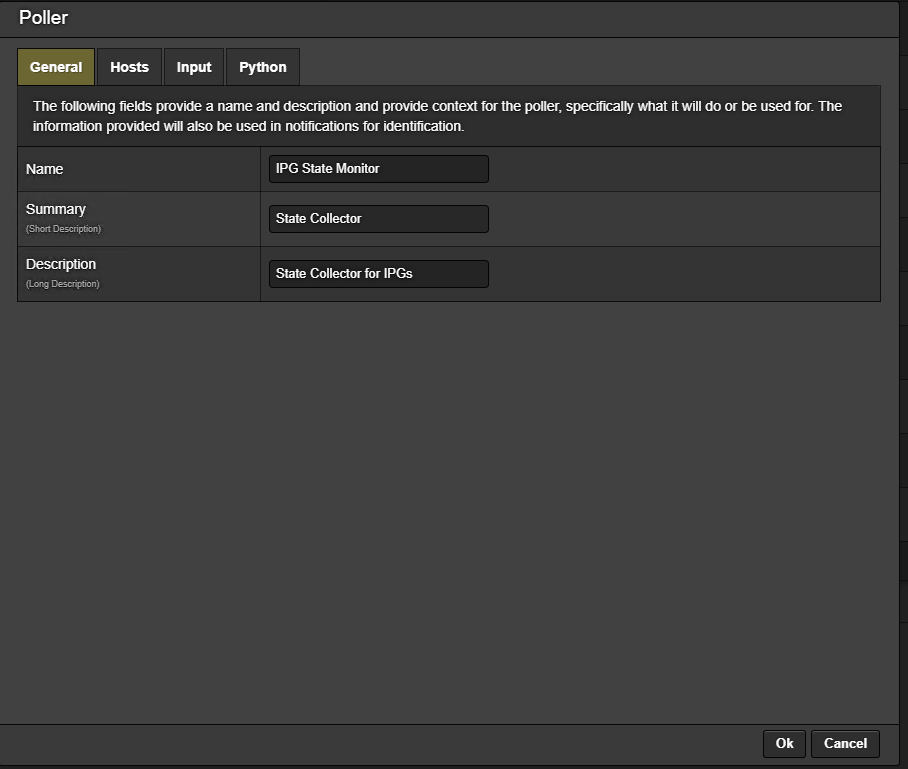 Poller
General Hosts Input Python
The following fields provide a name and description and provide context for the poller, specifically what it will do or be used for. The
information provided will also be used in notifications for identification.
Name IPG State Monitor
Summary State Collector
(Short Description)
Description State Collector for IPGs
(Long Description)
Ok Cancel